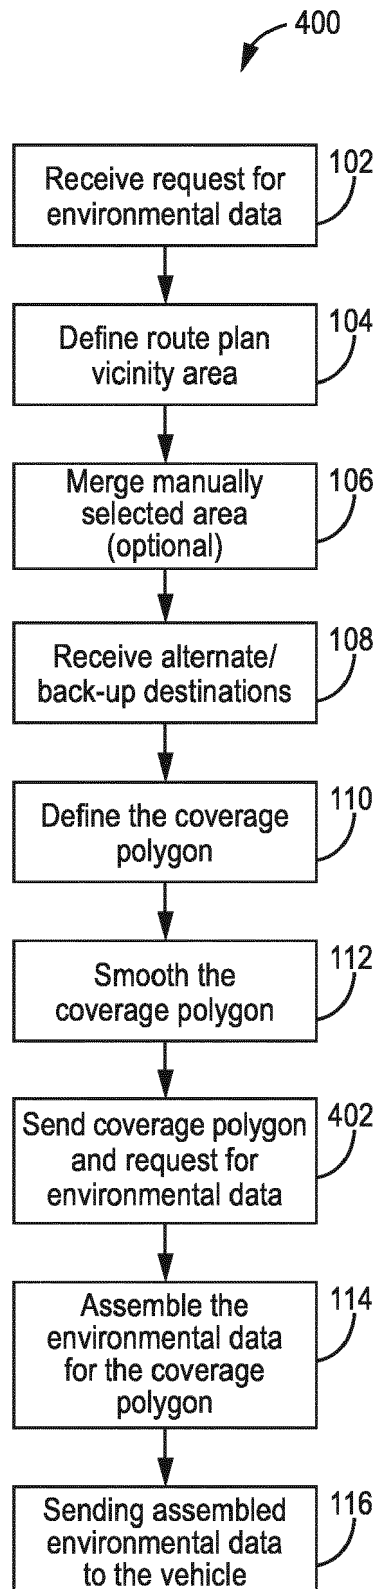 400
Receive request for
environmental data
102
Define route plan
vicinity area
104
Merge manually
selected area
(optional)
106
Receive alternate/
back-up destinations
108
Define the coverage
polygon
110
Smooth the
coverage polygon
112
Send coverage polygon
and request for
environmental data
402
Assemble the
environmental data
for the coverage
polygon
114
Sending assembled
environmental data
to the vehicle
116